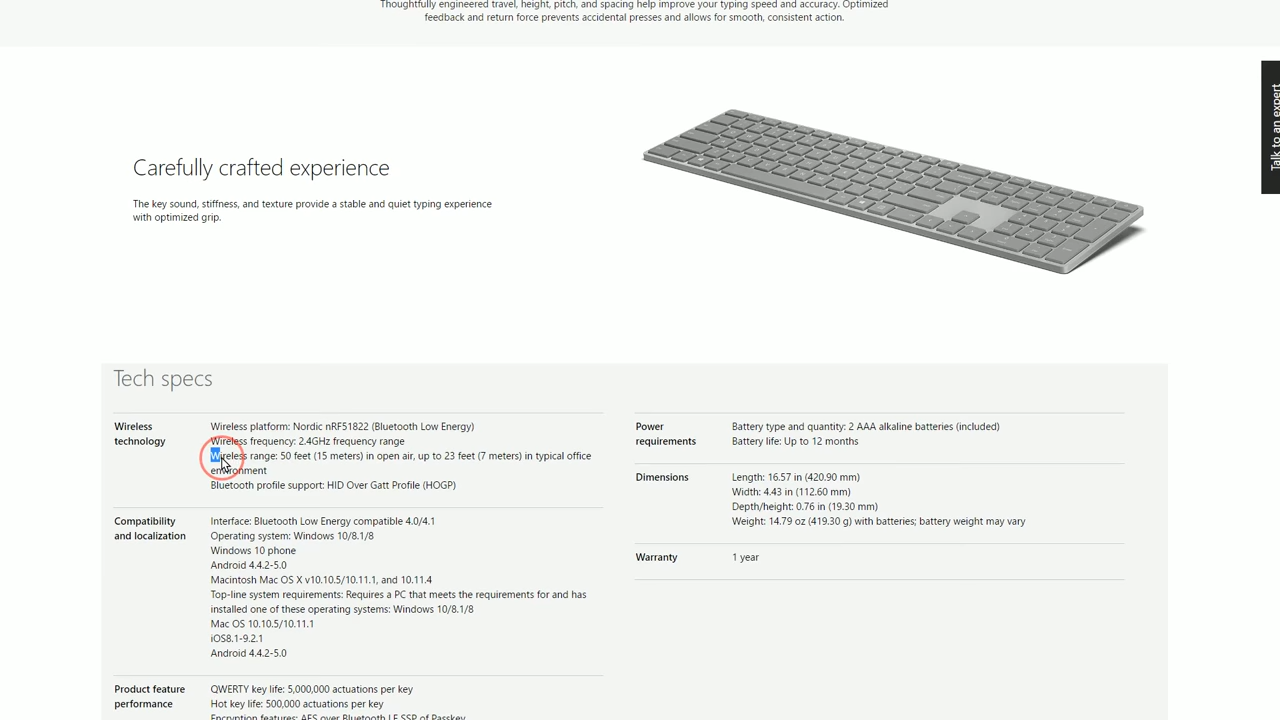 Thoughtfully engineered travel, height, pitch, and spacing help improve your typing speed and accuracy. Optimized
feedback and return force prevents accidental presses and allows for smooth, consistent action.
Talk to an expert
Carefully crafted experience
The key sound, stiffness, and texture provide a stable and quiet typing experience
with optimized grip.
Tech specs
Wireless
technology
Wireless platform: Nordic nRF51822 (Bluetooth Low Energy)
Wireless frequency: 2.4GHz frequency range
Wireless range: 50 feet (15 meters) in open air, up to 23 feet (7 meters) in typical office
environment
Bluetooth profile support: HID Over Gatt Profile (HOGP)
Compatibility
and localization
Interface: Bluetooth Low Energy compatible 4.0/4.1
Operating system: Windows 10/8.1/8
Windows 10 phone
Android 4.4.2-5.0
Macintosh Mac OS X v10.10.5/10.11.1, and 10.11.4
Top-line system requirements: Requires a PC that meets the requirements for and has
installed one of these operating systems: Windows 10/8.1/8
Mac OS 10.10.5/10.11.1
iOS8.1-9.2.1
Android 4.4.2-5.0
Product feature
performance
QWERTY key life: 5,000,000 actuations per key
Hot key life: 500,000 actuations per key
Encryption features: AES over Bluetooth LE SSP of Passkey
Power
requirements
Battery type and quantity: 2 AAA alkaline batteries (included)
Battery life: Up to 12 months
Dimensions
Length: 16.57 in (420.90 mm)
Width: 4.43 in (112.60 mm)
Depth/height: 0.76 in (19.30 mm)
Weight: 14.79 oz (419.30 g) with batteries; battery weight may vary
Warranty
1 year